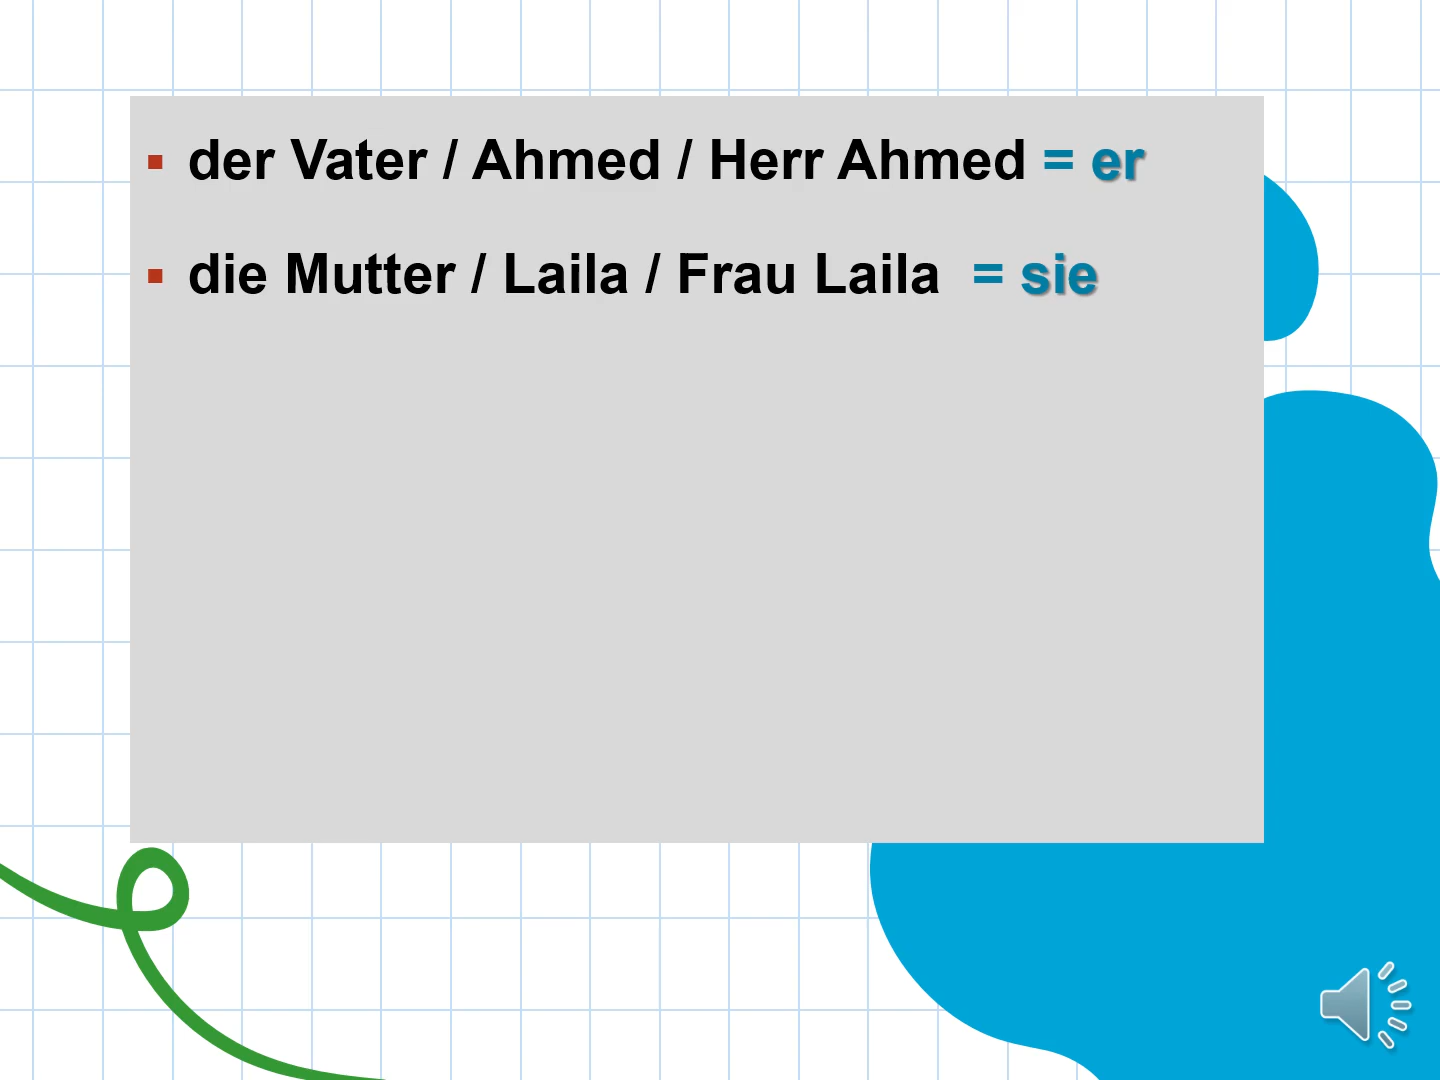 ▪ der Vater / Ahmed / Herr Ahmed = er
▪ die Mutter / Laila / Frau Laila = sie